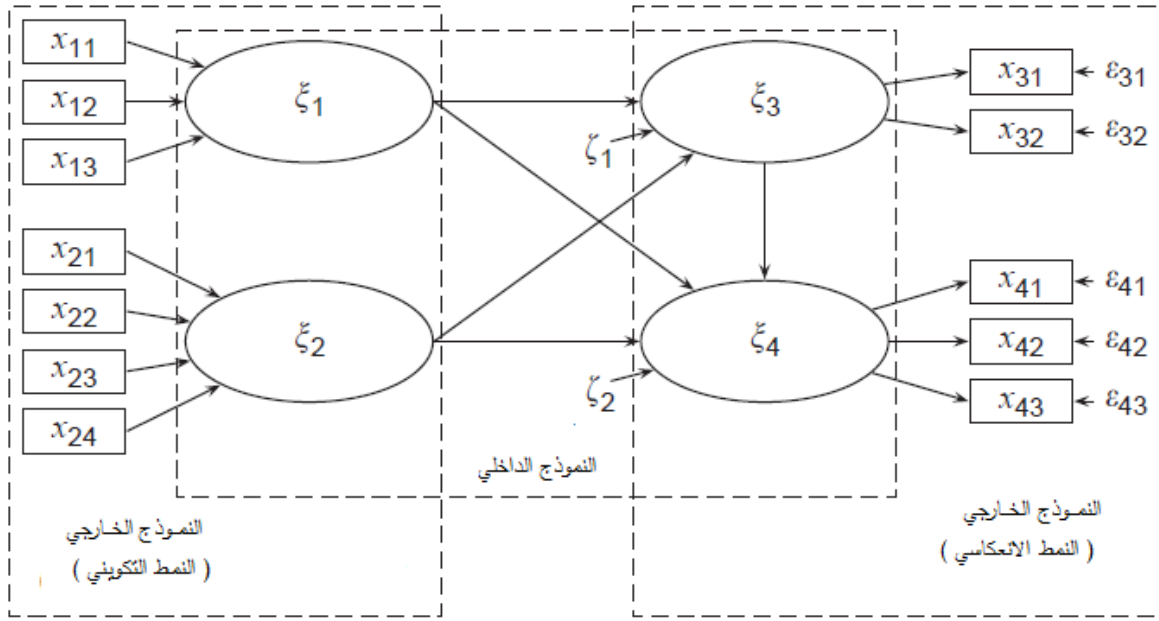 x11
x12
x13
x21
x22
x23
x24
ξ1
ξ2
ξ3
ξ4
ζ1
ζ2
x31
ε31
x32
ε32
x41
ε41
x42
ε42
x43
ε43
النموذج الداخلي
النموذج الخارجي
( النمط التكويني )
النموذج الخارجي
( النمط الانعكاسي )